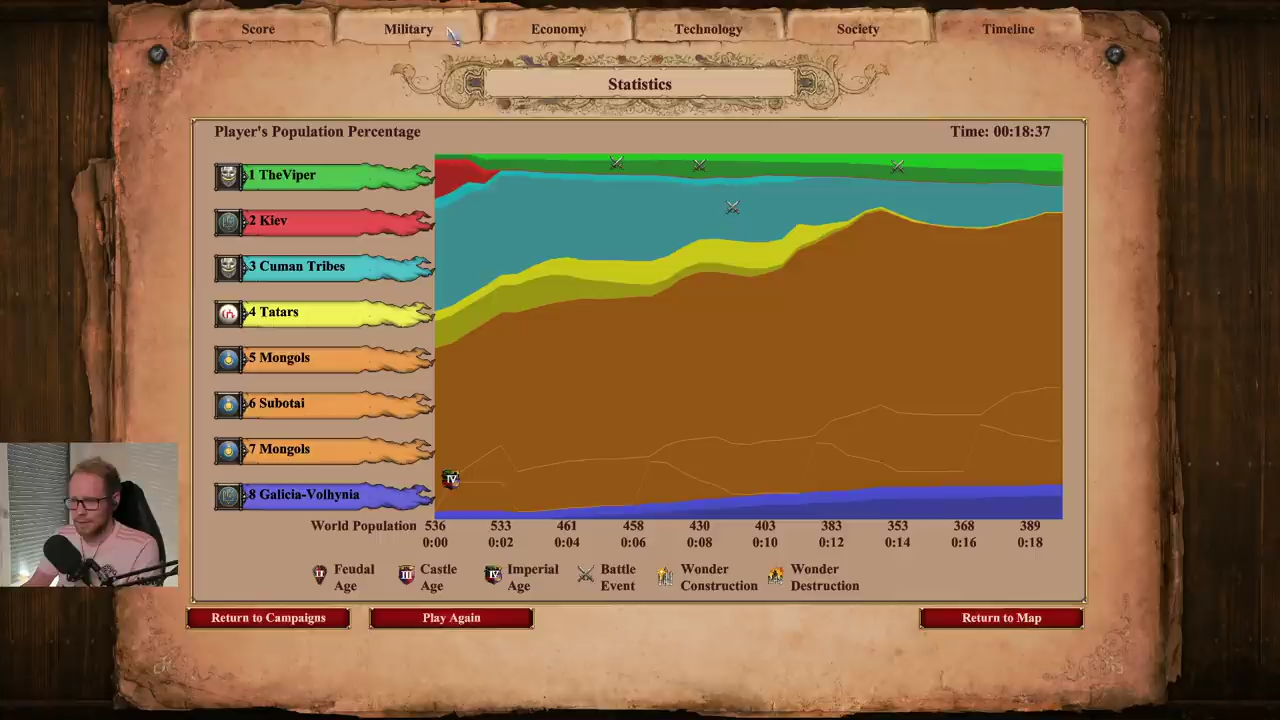 Score
Military
Economy
Technology
Society
Timeline
Statistics
Player's Population Percentage
Time: 00:18:37
1 TheViper
2 Kiev
3 Cuman Tribes
4 Tatars
5 Mongols
6 Subotai
7 Mongols
8 Galicia-Volhynia
IV
World Population 536 533 461 458 430 403 383 353 368 389
0:00 0:02 0:04 0:06 0:08 0:10 0:12 0:14 0:16 0:18
II Feudal Age
III Castle Age
IV Imperial Age
Battle Event
Wonder Construction
Wonder Destruction
Return to Campaigns
Play Again
Return to Map